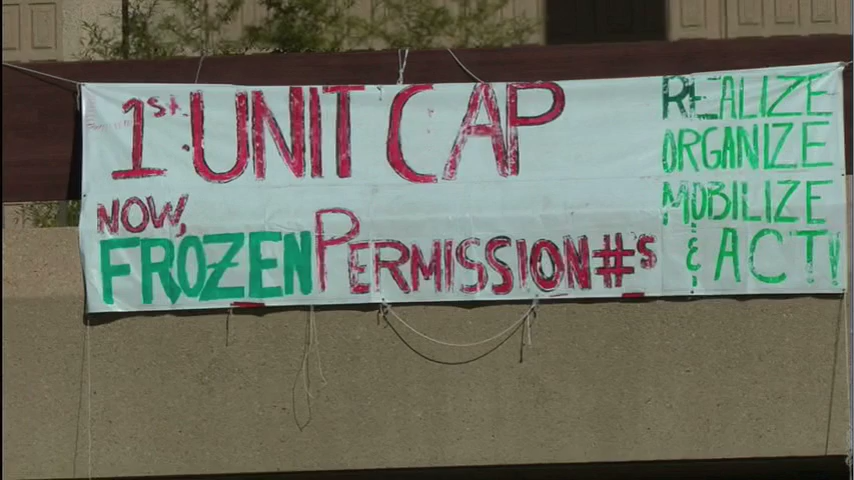 1st. UNIT CAP
NOW,
FROZEN PERMISSION#s
REALIZE
ORGANIZE
MOBILIZE
& ACT!